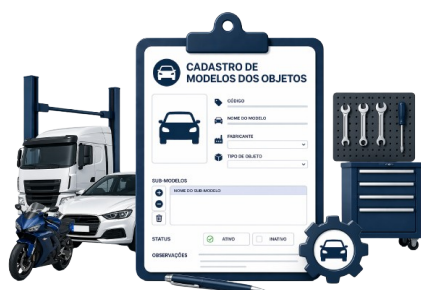 CADASTRO DE
MODELOS DOS OBJETOS
CÓDIGO
NOME DO MODELO
FABRICANTE
TIPO DE OBJETO
SUB-MODELOS
NOME DO SUB-MODELO
STATUS
ATIVO
INATIVO
OBSERVAÇÕES